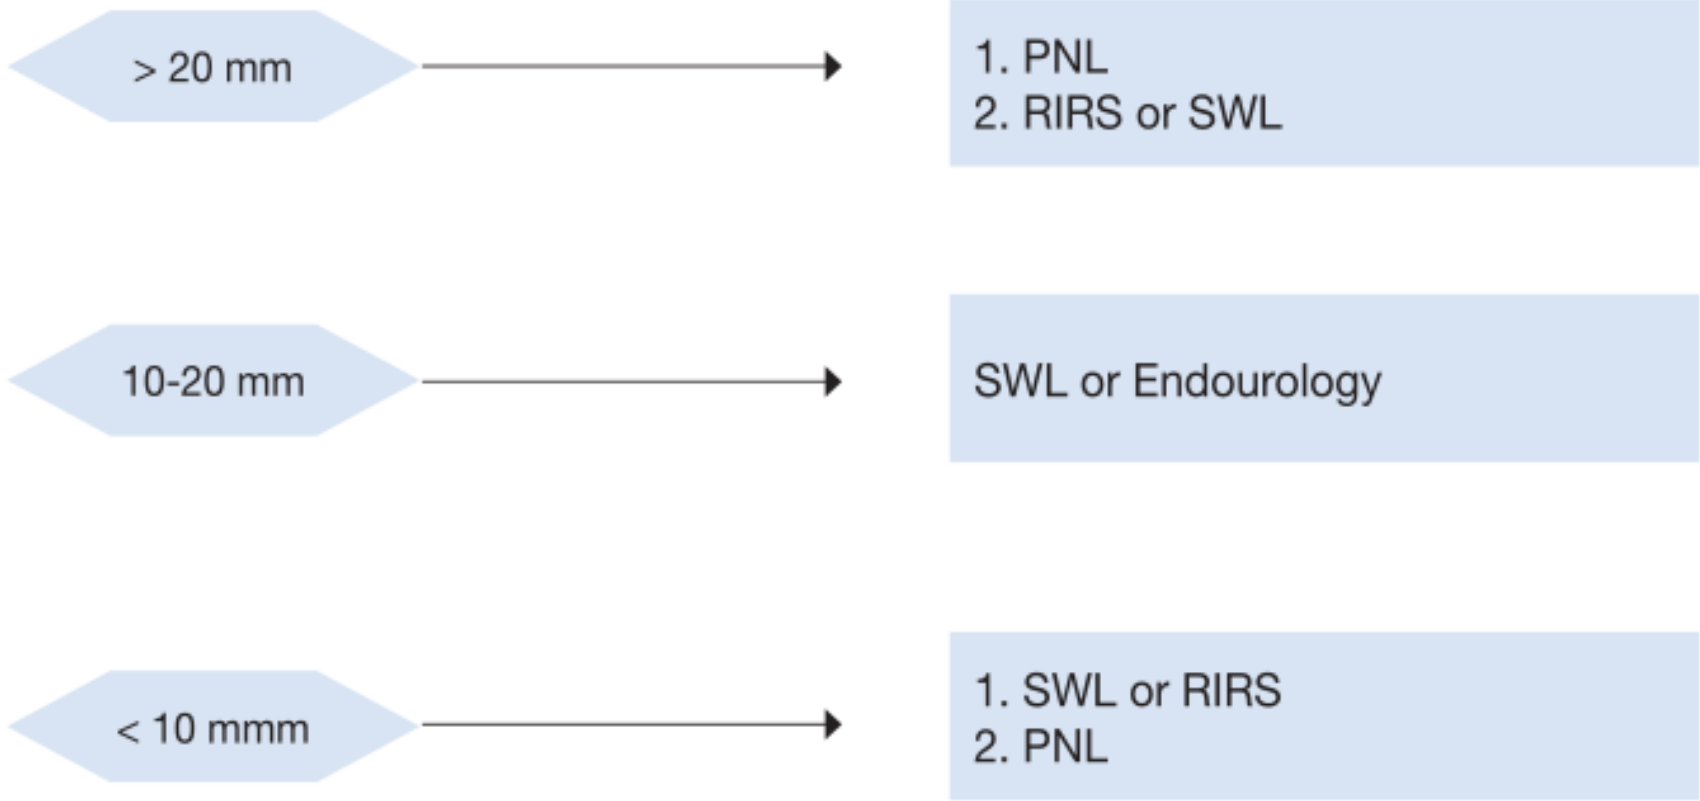 > 20 mm
1. PNL
2. RIRS or SWL
10-20 mm
SWL or Endourology
< 10 mmm
1. SWL or RIRS
2. PNL